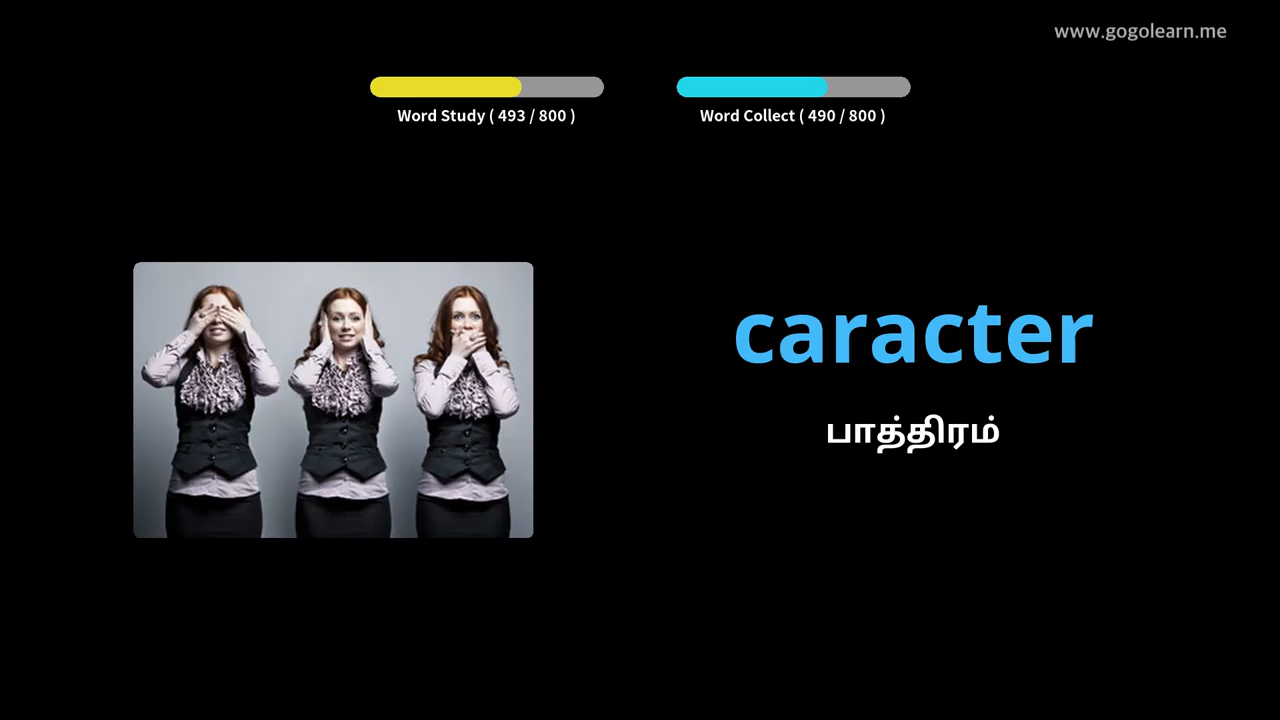 www.gogolearn.me
Word Study ( 493 / 800 )
Word Collect ( 490 / 800 )
caracter
பாத்திரம்